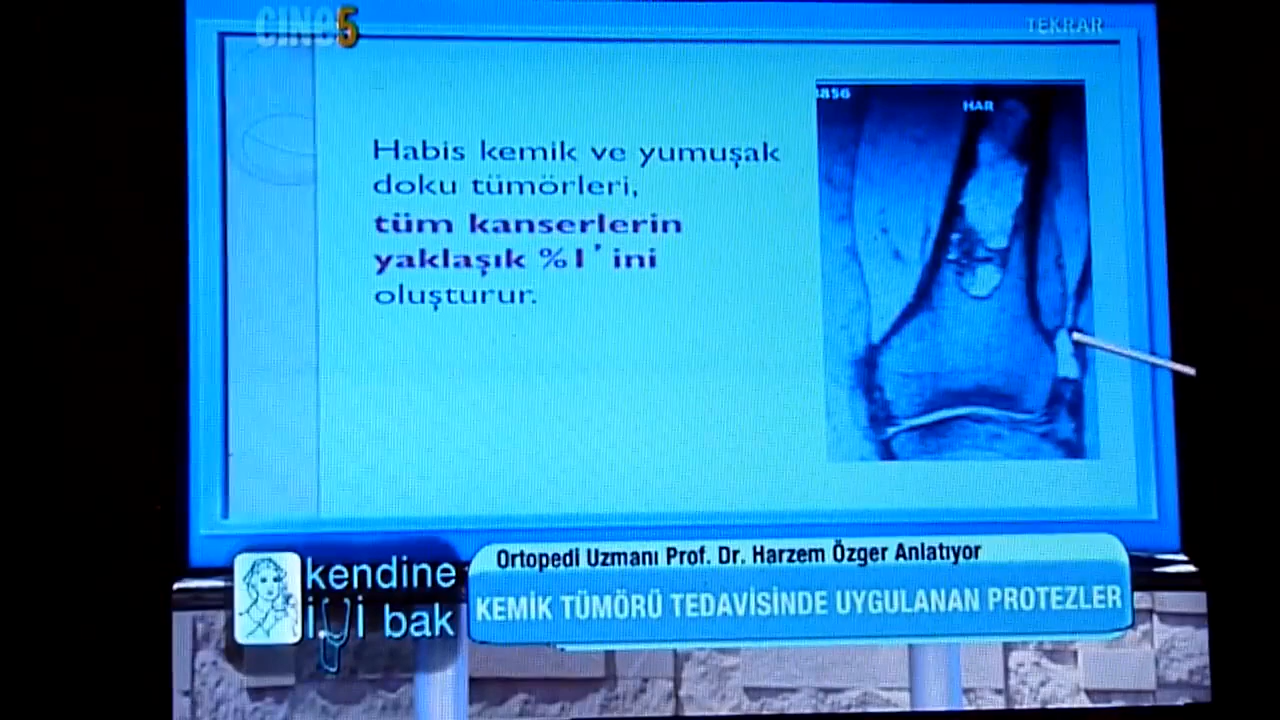 cine5
TEKRAR
8856
HAR
Habis kemik ve yumuşak
doku tümörleri,
tüm kanserlerin
yaklaşık %1'ini
oluşturur.
Ortopedi Uzmanı Prof. Dr. Harzem Özger Anlatıyor
kendine
iyi bak
KEMİK TÜMÖRÜ TEDAVİSİNDE UYGULANAN PROTEZLER